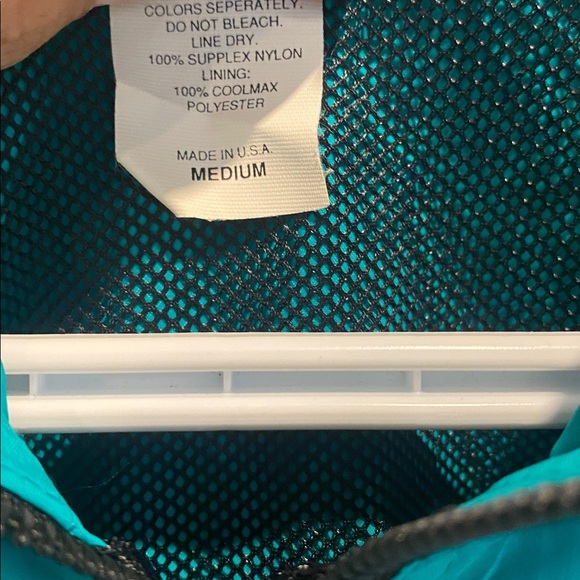 COLORS SEPERATELY.
DO NOT BLEACH.
LINE DRY.
100% SUPPLEX NYLON
LINING:
100% COOLMAX
POLYESTER
MADE IN U.S.A.
MEDIUM